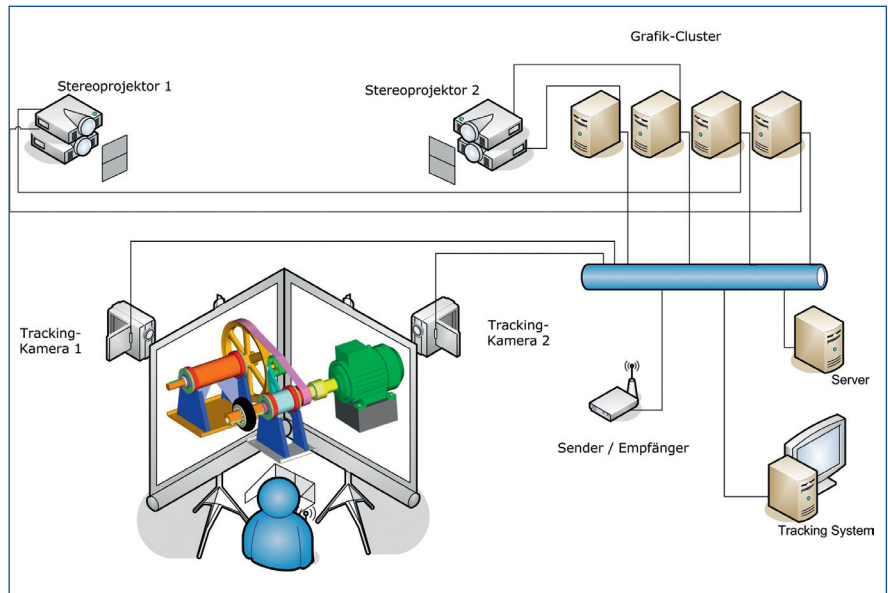 Grafik-Cluster
Stereoprojektor 1
Stereoprojektor 2
Tracking-
Kamera 1
Tracking-
Kamera 2
Server
Sender / Empfänger
Tracking System